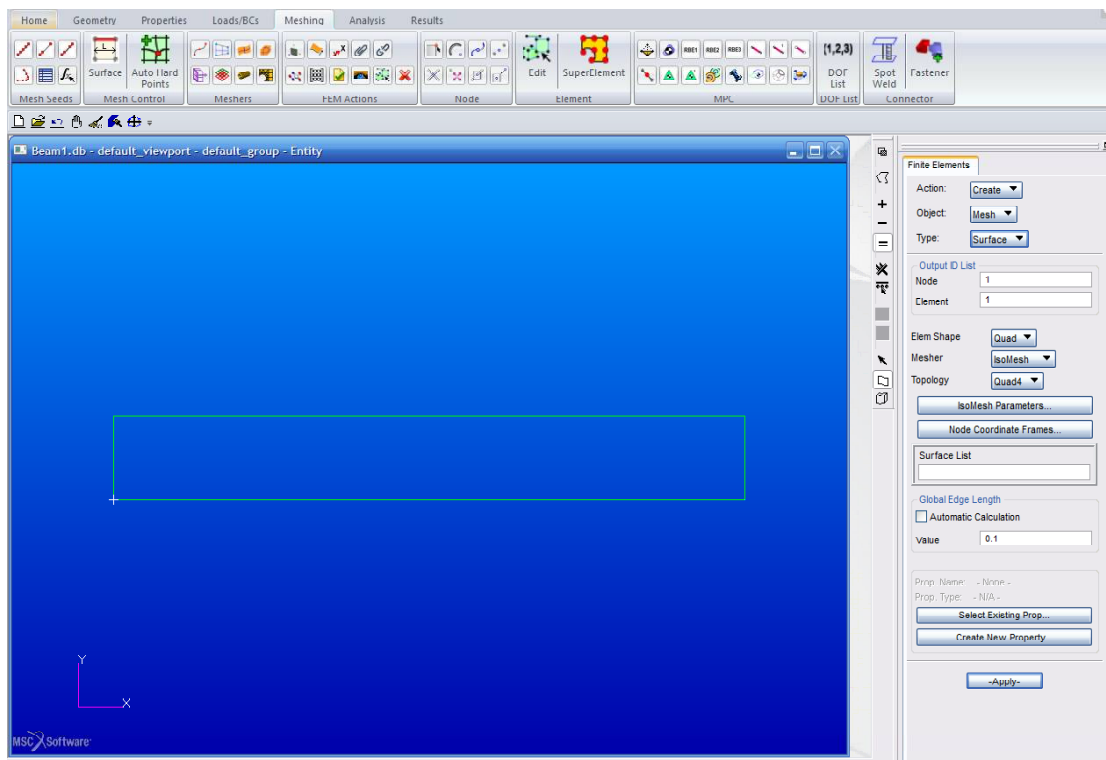 Home Geometry Properties Loads/BCs Meshing Analysis Results
RBE1 RBE2 RBE3
{1,2,3}
Surface
Auto Hard
Points
Edit
SuperElement
DOF
List
Spot
Weld
Fastener
Mesh Seeds Mesh Control Meshers FEM Actions Node Element MPC DOF List Connector
Beam1.db - default_viewport - default_group - Entity
Y
X
MSC Software
Finite Elements
Action: Create
Object: Mesh
Type: Surface
Output ID List
Node 1
Element 1
Elem Shape Quad
Mesher IsoMesh
Topology Quad4
IsoMesh Parameters...
Node Coordinate Frames...
Surface List
Global Edge Length
Automatic Calculation
Value 0.1
Prop. Name: - None -
Prop. Type: - N/A -
Select Existing Prop...
Create New Property
-Apply-